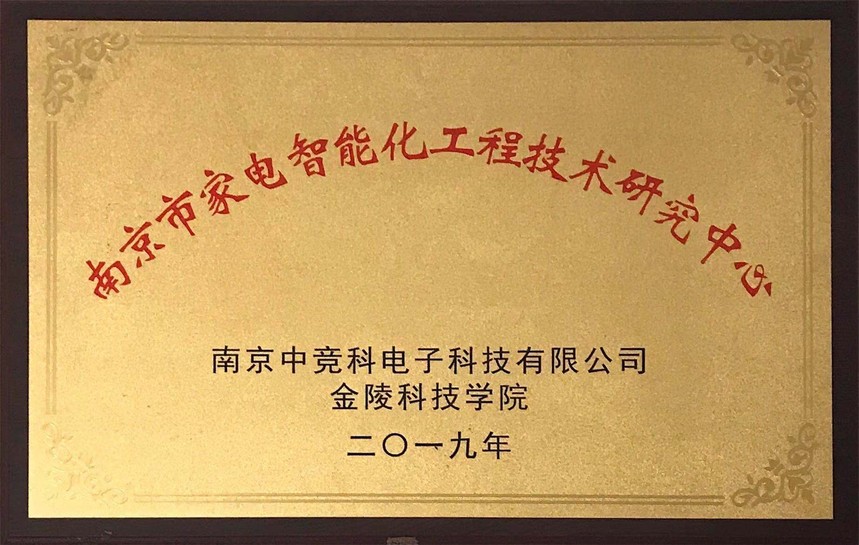 南京市家电智能化工程技术研究中心
南京中竞科电子科技有限公司
金陵科技学院
二〇一九年